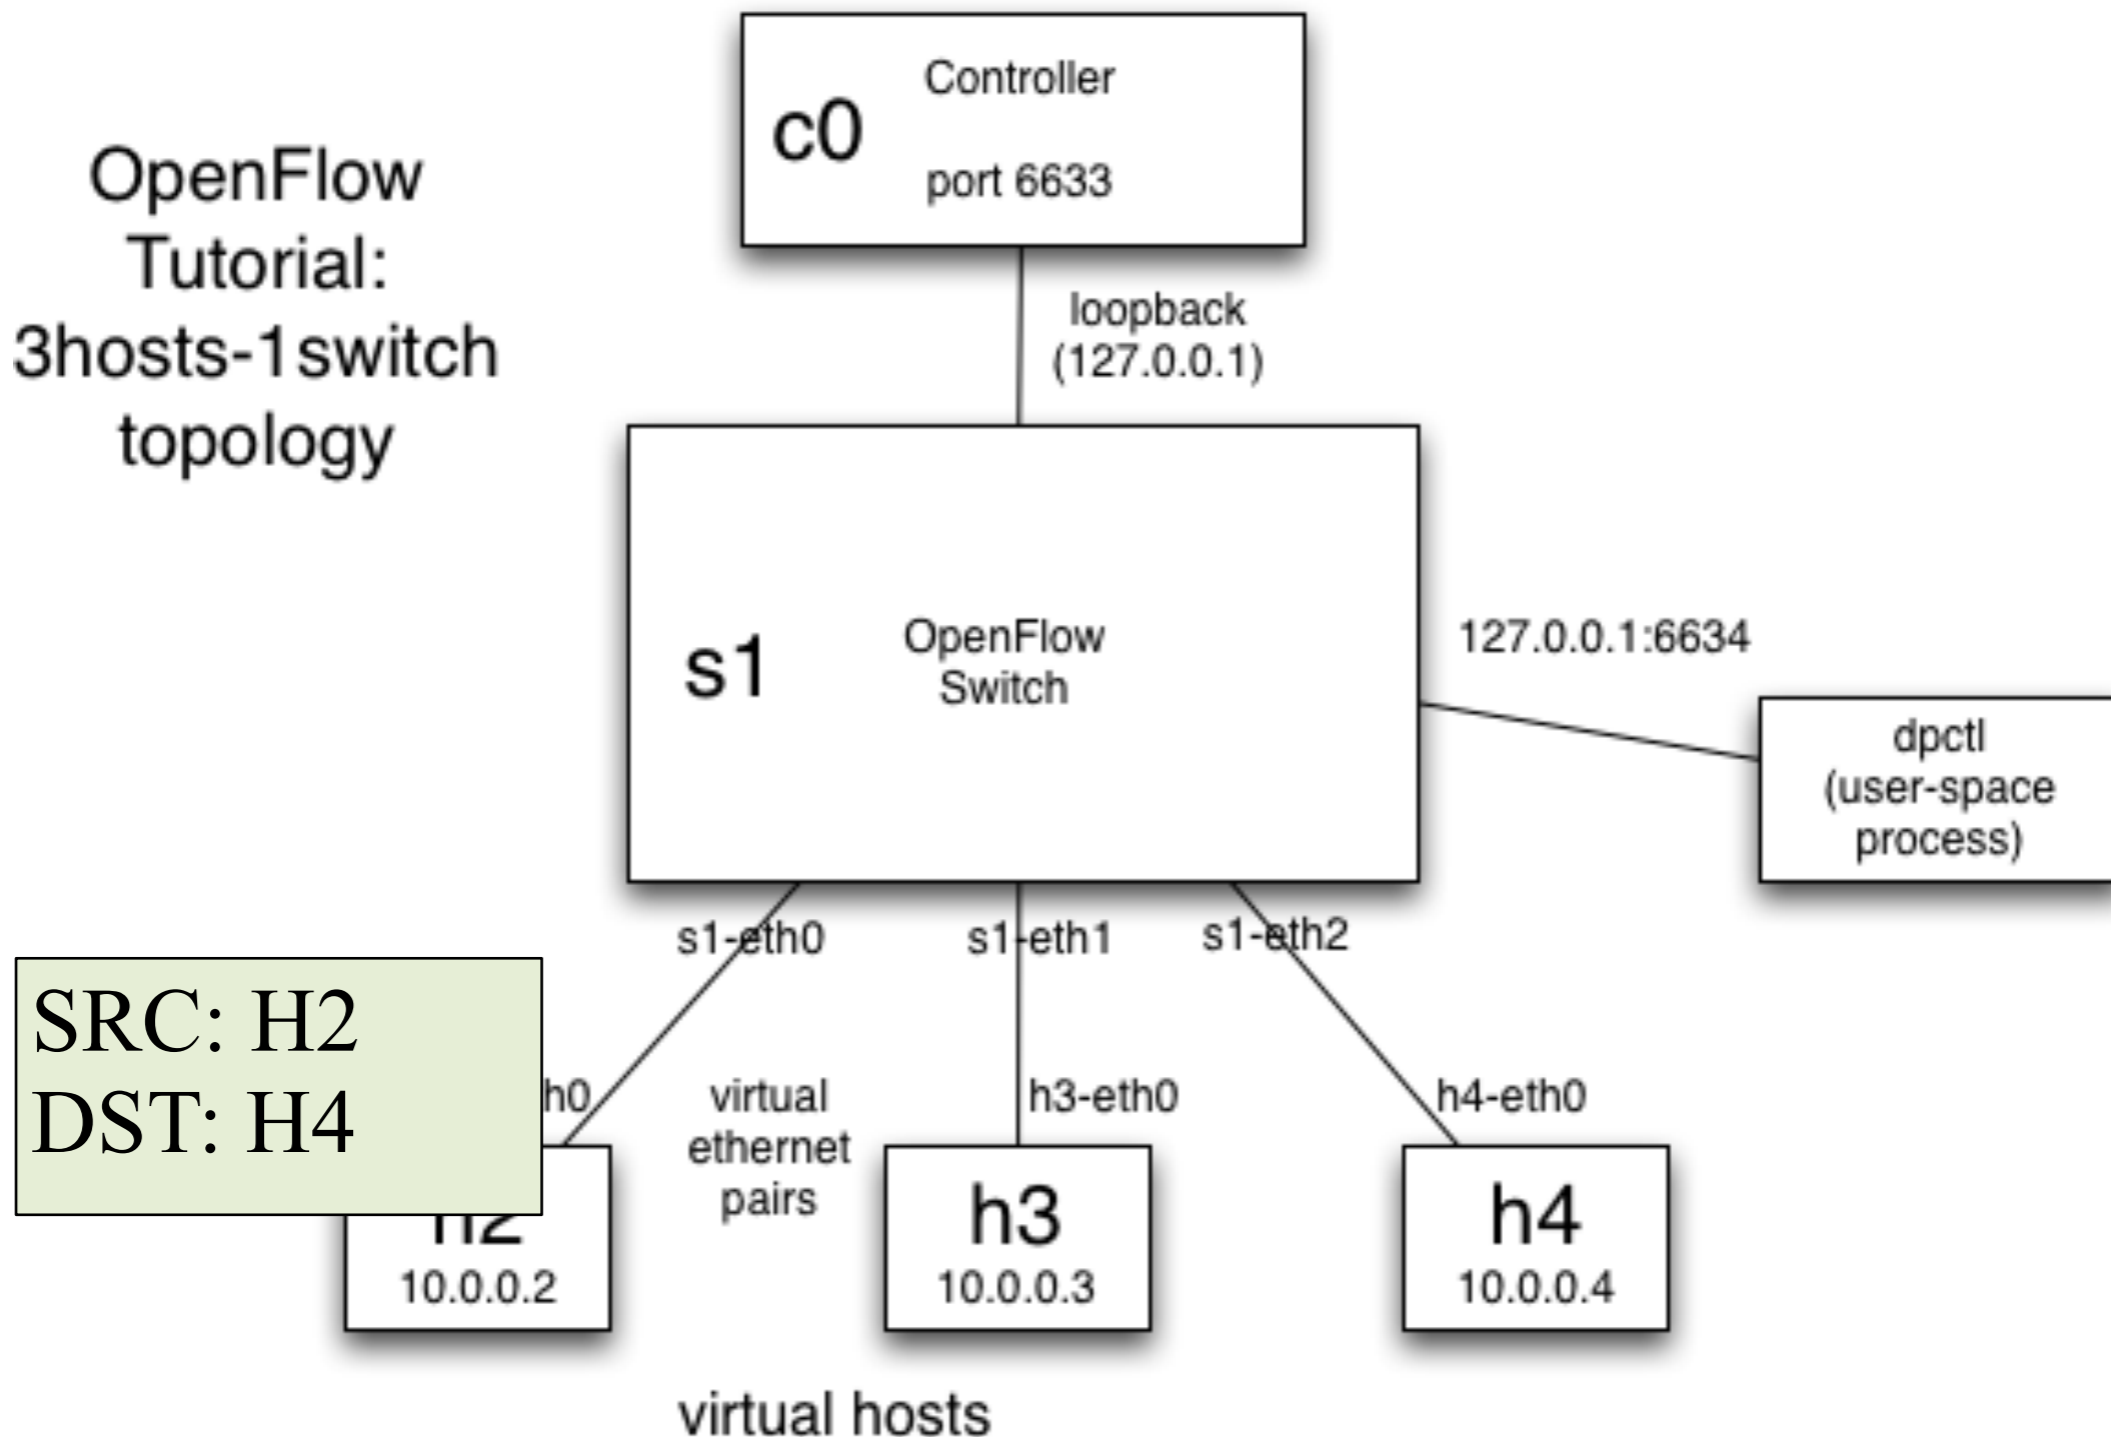 OpenFlow
Tutorial:
3hosts-1switch
topology
c0
Controller
port 6633
loopback
(127.0.0.1)
s1
OpenFlow
Switch
127.0.0.1:6634
dpctl
(user-space
process)
s1-eth0
s1-eth1
s1-eth2
SRC: H2
DST: H4
h0
virtual
ethernet
pairs
h3-eth0
h4-eth0
h2
10.0.0.2
h3
10.0.0.3
h4
10.0.0.4
virtual hosts